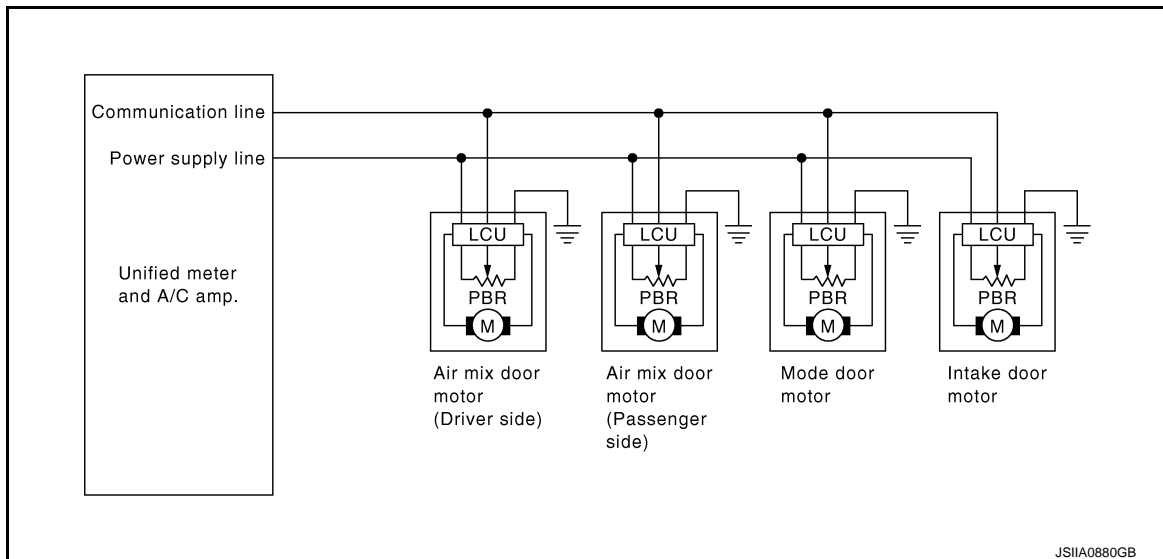 Communication line
Power supply line
Unified meter
and A/C amp.
LCU
PBR
M
Air mix door
motor
(Driver side)
LCU
PBR
M
Air mix door
motor
(Passenger
side)
LCU
PBR
M
Mode door
motor
LCU
PBR
M
Intake door
motor
JSIIA0880GB